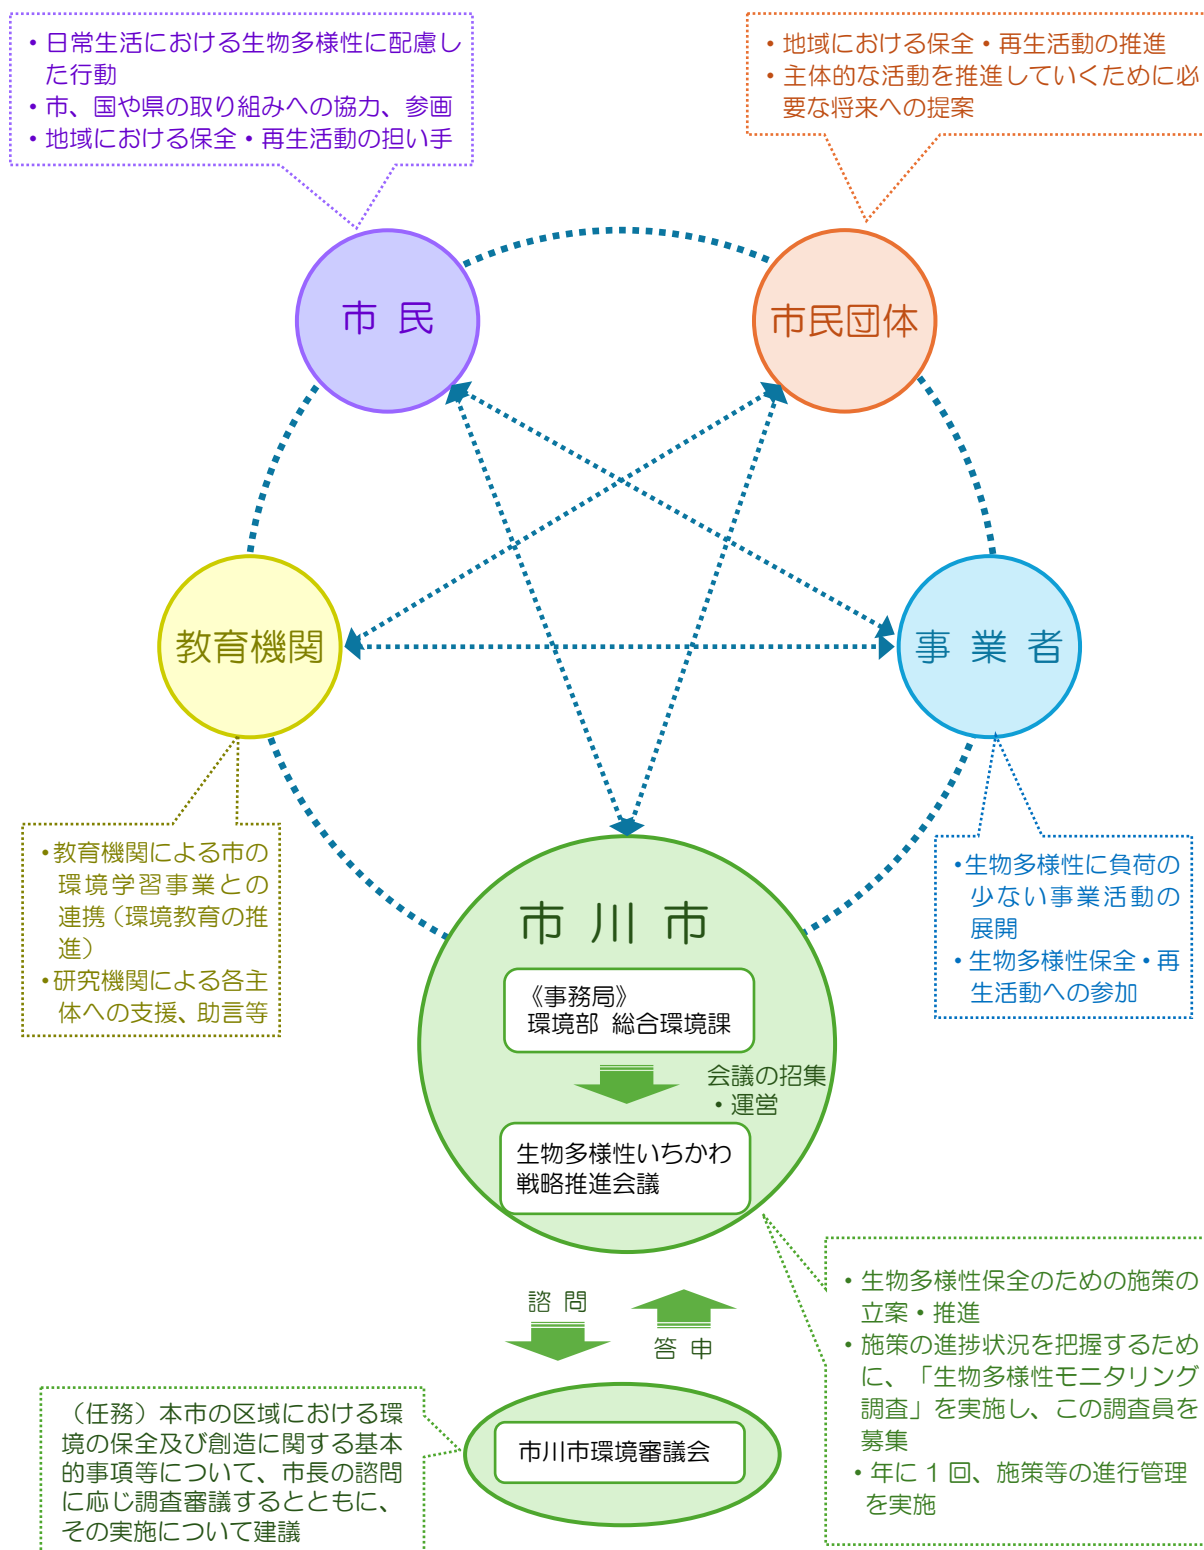 ・日常生活における生物多様性に配慮し
た行動
・市、国や県の取り組みへの協力、参画
・地域における保全・再生活動の担い手
・地域における保全・再生活動の推進
・主体的な活動を推進していくために必
要な将来への提案
市 民
市民団体
教育機関
事 業 者
・教育機関による市の
環境学習事業との
連携（環境教育の推
進）
・研究機関による各主
体への支援、助言等
・生物多様性に負荷の
少ない事業活動の
展開
・生物多様性保全・再
生活動への参加
市 川 市
《事務局》
環境部 総合環境課
会議の招集
・運営
生物多様性いちかわ
戦略推進会議
諮 問
答 申
市川市環境審議会
（任務）本市の区域における環
境の保全及び創造に関する基本
的事項等について、市長の諮問
に応じ調査審議するとともに、
その実施について建議
・生物多様性保全のための施策の
立案・推進
・施策の進捗状況を把握するため
に、「生物多様性モニタリング
調査」を実施し、この調査員を
募集
・年に 1 回、施策等の進行管理
を実施